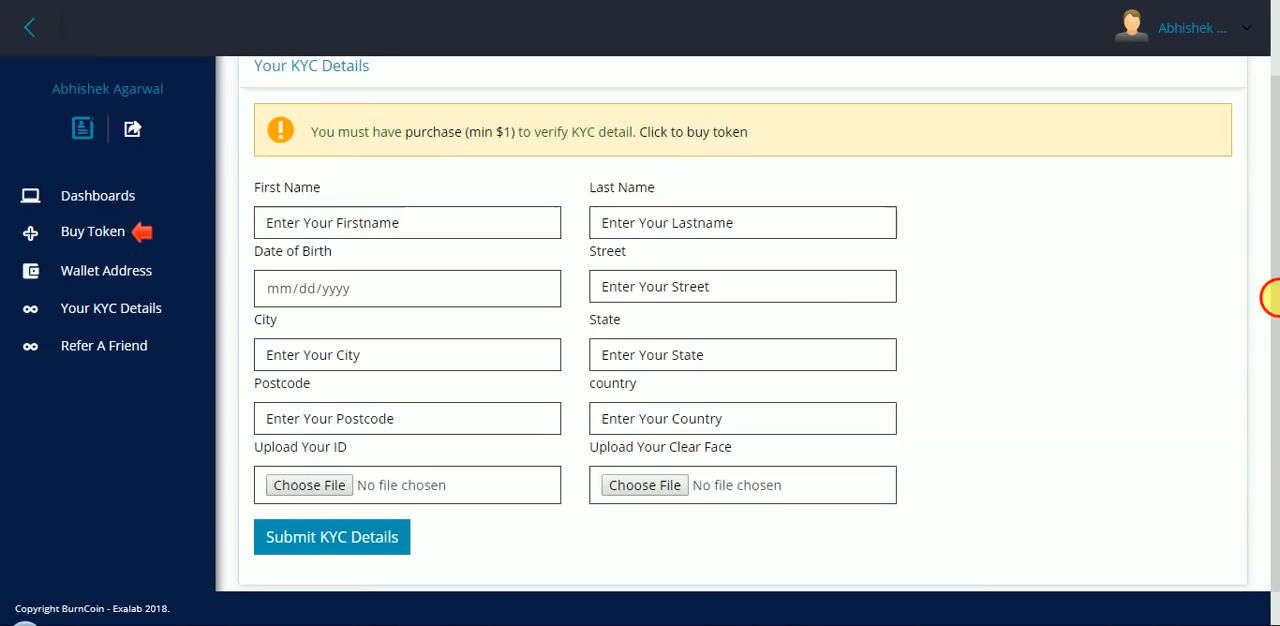 Abhishek ...
Abhishek Agarwal
Dashboards
Buy Token
Wallet Address
Your KYC Details
Refer A Friend
Your KYC Details
You must have purchase (min $1) to verify KYC detail. Click to buy token
First Name
Last Name
Enter Your Firstname
Enter Your Lastname
Date of Birth
Street
mm/dd/yyyy
Enter Your Street
City
State
Enter Your City
Enter Your State
Postcode
country
Enter Your Postcode
Enter Your Country
Upload Your ID
Upload Your Clear Face
Choose File No file chosen
Choose File No file chosen
Submit KYC Details
Copyright BurnCoin - Exalab 2018.